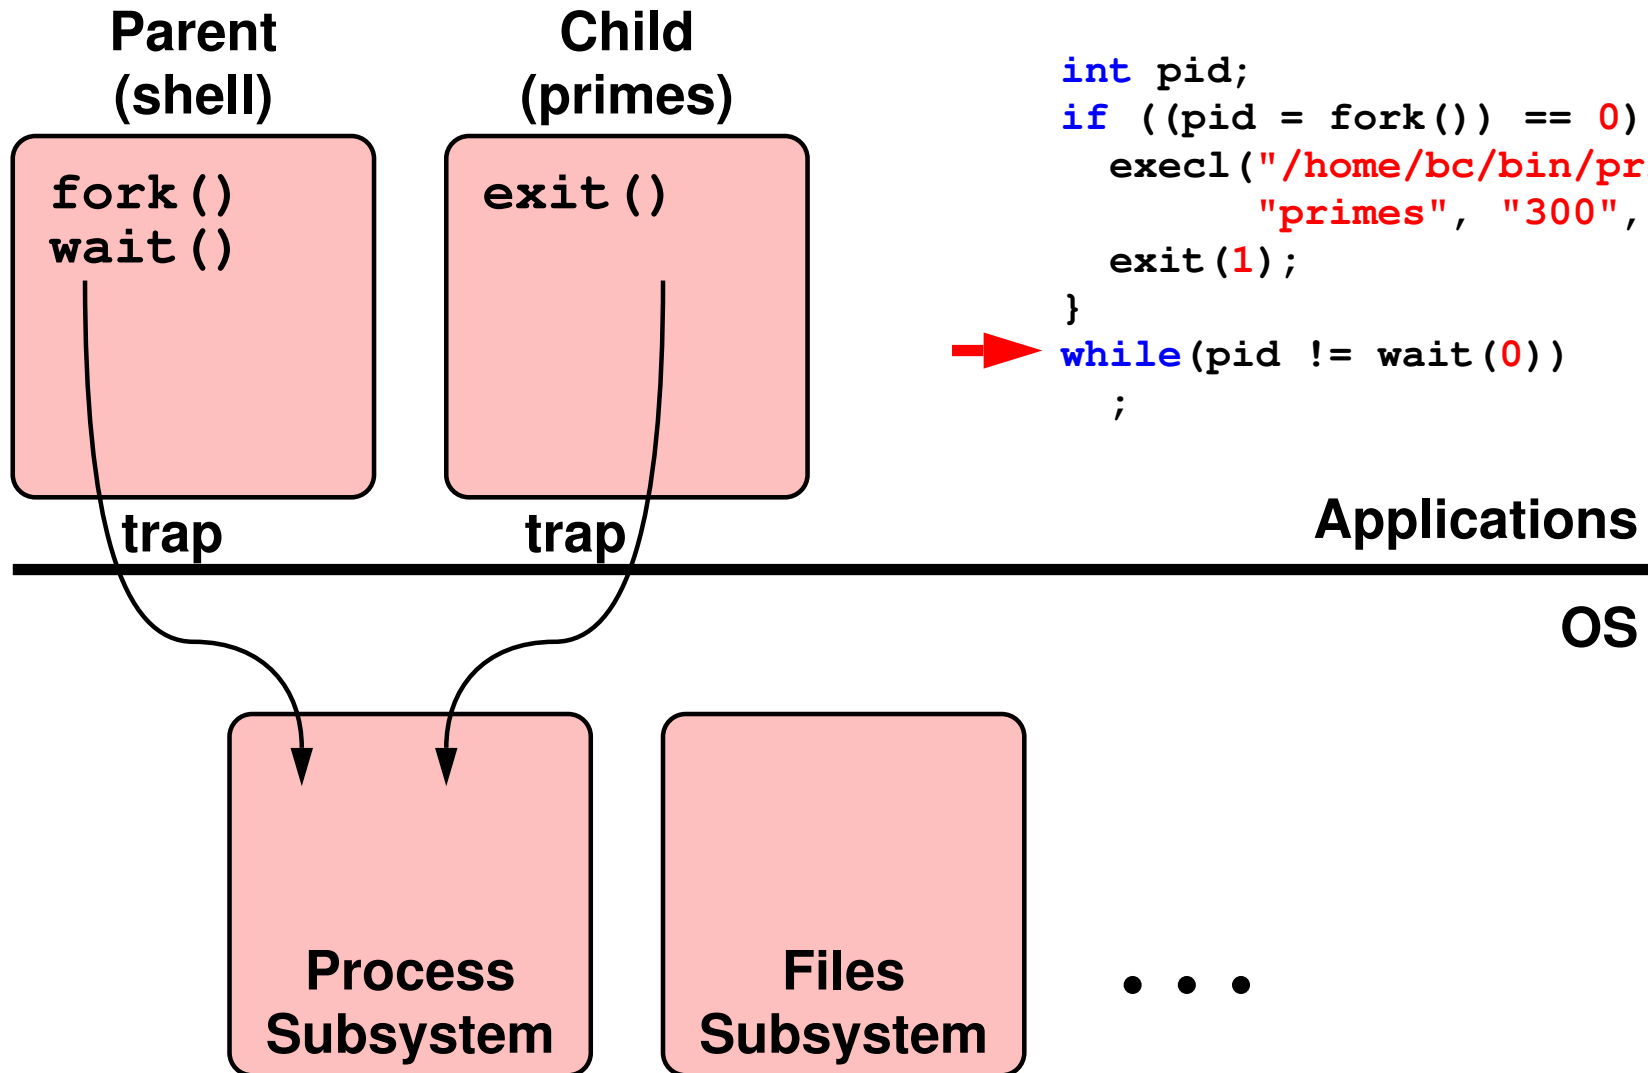 Parent
(shell)
Child
(primes)
fork()
wait()
exit()
int pid;
if ((pid = fork()) == 0)
execl("/home/bc/bin/pr
"primes", "300",
exit(1);
}
while(pid != wait(0))
;
trap
trap
Applications
OS
Process
Subsystem
Files
Subsystem
. . .